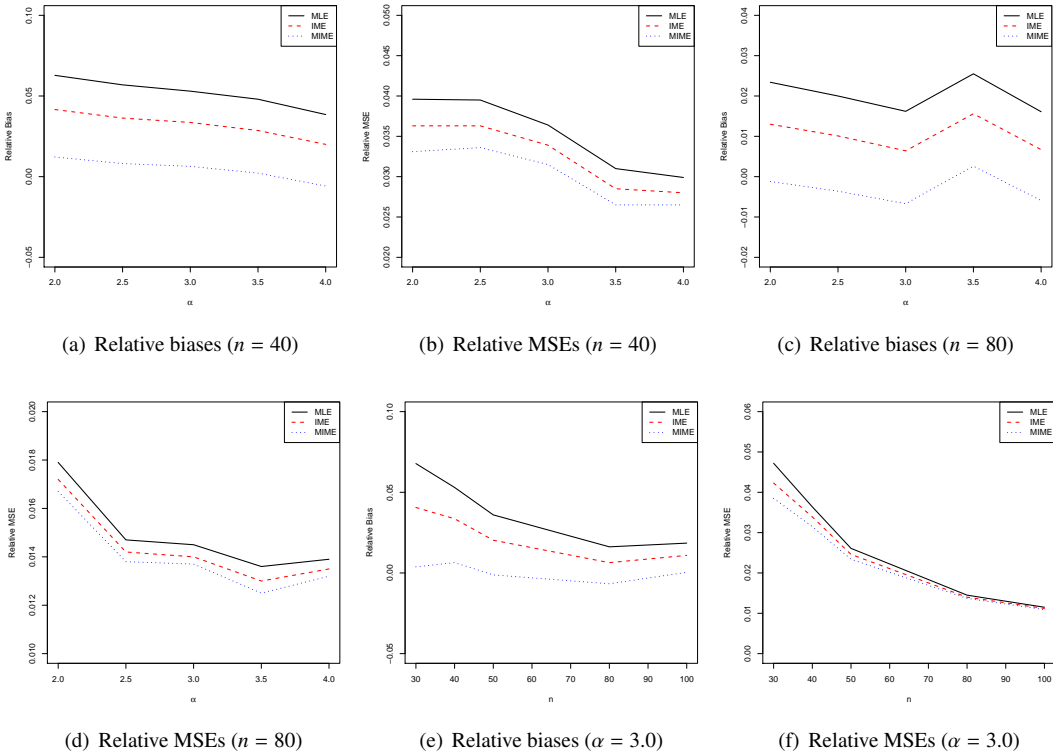 MLE
IME
MIME
0.10
0.05
0.00
−0.05
Relative Bias
2.0 2.5 3.0 3.5 4.0
α
(a) Relative biases (n = 40)
MLE
IME
MIME
0.050
0.045
0.040
0.035
0.030
0.025
0.020
Relative MSE
2.0 2.5 3.0 3.5 4.0
α
(b) Relative MSEs (n = 40)
MLE
IME
MIME
0.04
0.03
0.02
0.01
0.00
−0.01
−0.02
Relative Bias
2.0 2.5 3.0 3.5 4.0
α
(c) Relative biases (n = 80)
MLE
IME
MIME
0.020
0.018
0.016
0.014
0.012
0.010
Relative MSE
2.0 2.5 3.0 3.5 4.0
α
(d) Relative MSEs (n = 80)
MLE
IME
MIME
0.10
0.05
0.00
−0.05
Relative Bias
30 40 50 60 70 80 90 100
n
(e) Relative biases (α = 3.0)
MLE
IME
MIME
0.06
0.05
0.04
0.03
0.02
0.01
0.00
Relative MSE
30 40 50 60 70 80 90 100
n
(f) Relative MSEs (α = 3.0)